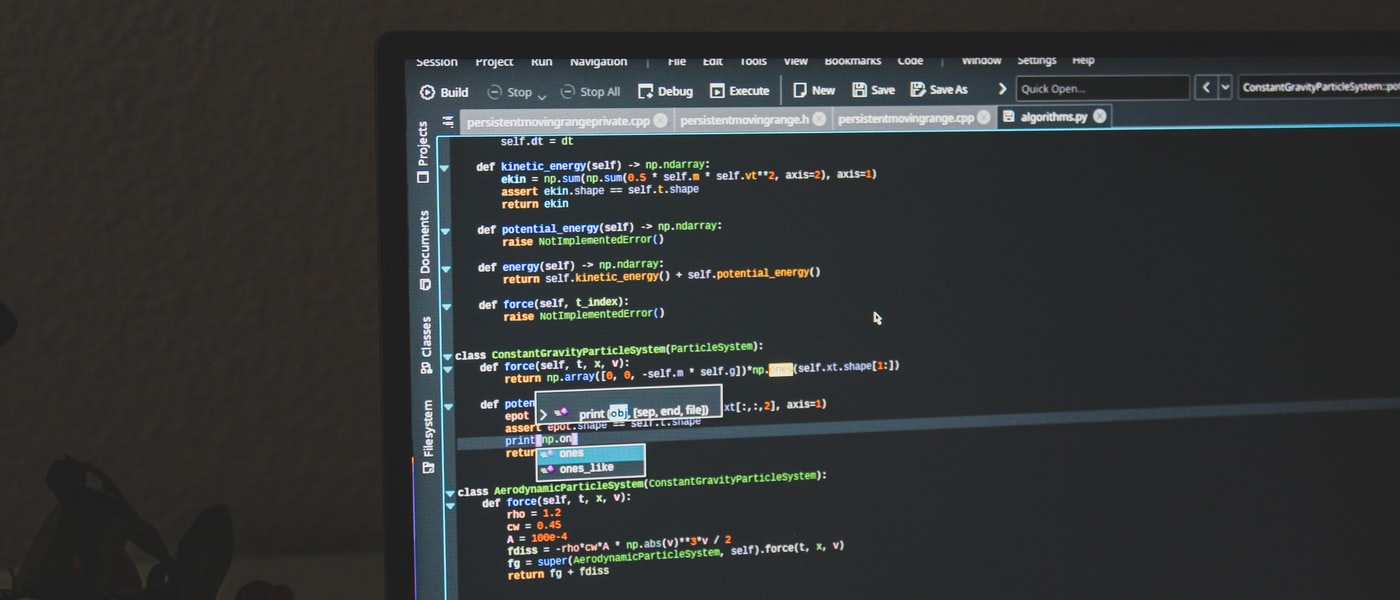 Session Project Run Navigation | File Edit Tools View Bookmarks Code | Window Settings Help
Build Stop Stop All Debug Execute New Save Save As Quick Open... ConstantGravityParticleSystem::pot
persistentmovingrangeprivate.cpp persistentmovingrange.h persistentmovingrange.cpp algorithms.py
Projects
Documents
Classes
Filesystem
self.dt = dt
def kinetic_energy(self) -> np.ndarray:
ekin = np.sum(np.sum(0.5 * self.m * self.vt**2, axis=2), axis=1)
assert ekin.shape == self.t.shape
return ekin
def potential_energy(self) -> np.ndarray:
raise NotImplementedError()
def energy(self) -> np.ndarray:
return self.kinetic_energy() + self.potential_energy()
def force(self, t_index):
raise NotImplementedError()
class ConstantGravityParticleSystem(ParticleSystem):
def force(self, t, x, v):
return np.array([0, 0, -self.m * self.g])*np.ones(self.xt.shape[1:])
def poten
print (obj, [sep, end, file])
epot xt[:,:,2], axis=1)
assert epot.shape == self.t.shape
print(np.on)
retur ones
ones_like
class AerodynamicParticleSystem(ConstantGravityParticleSystem):
def force(self, t, x, v):
rho = 1.2
cw = 0.45
A = 100e-4
fdiss = -rho*cw*A * np.abs(v)**3*v / 2
fg = super(AerodynamicParticleSystem, self).force(t, x, v)
return fg + fdiss